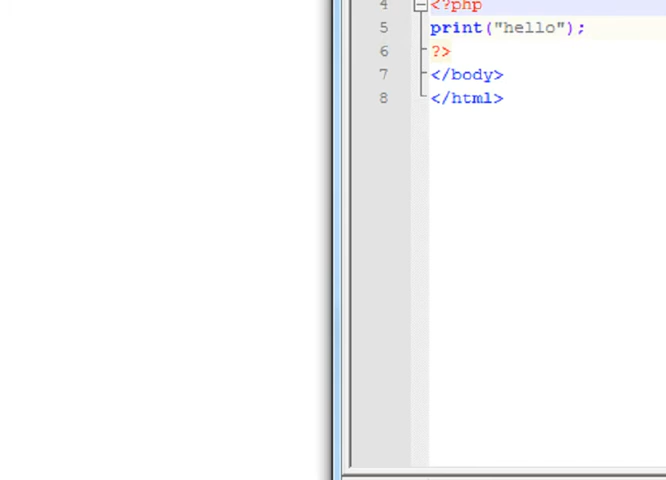 4 <?php
5 print("hello");
6 ?>
7 </body>
8 </html>